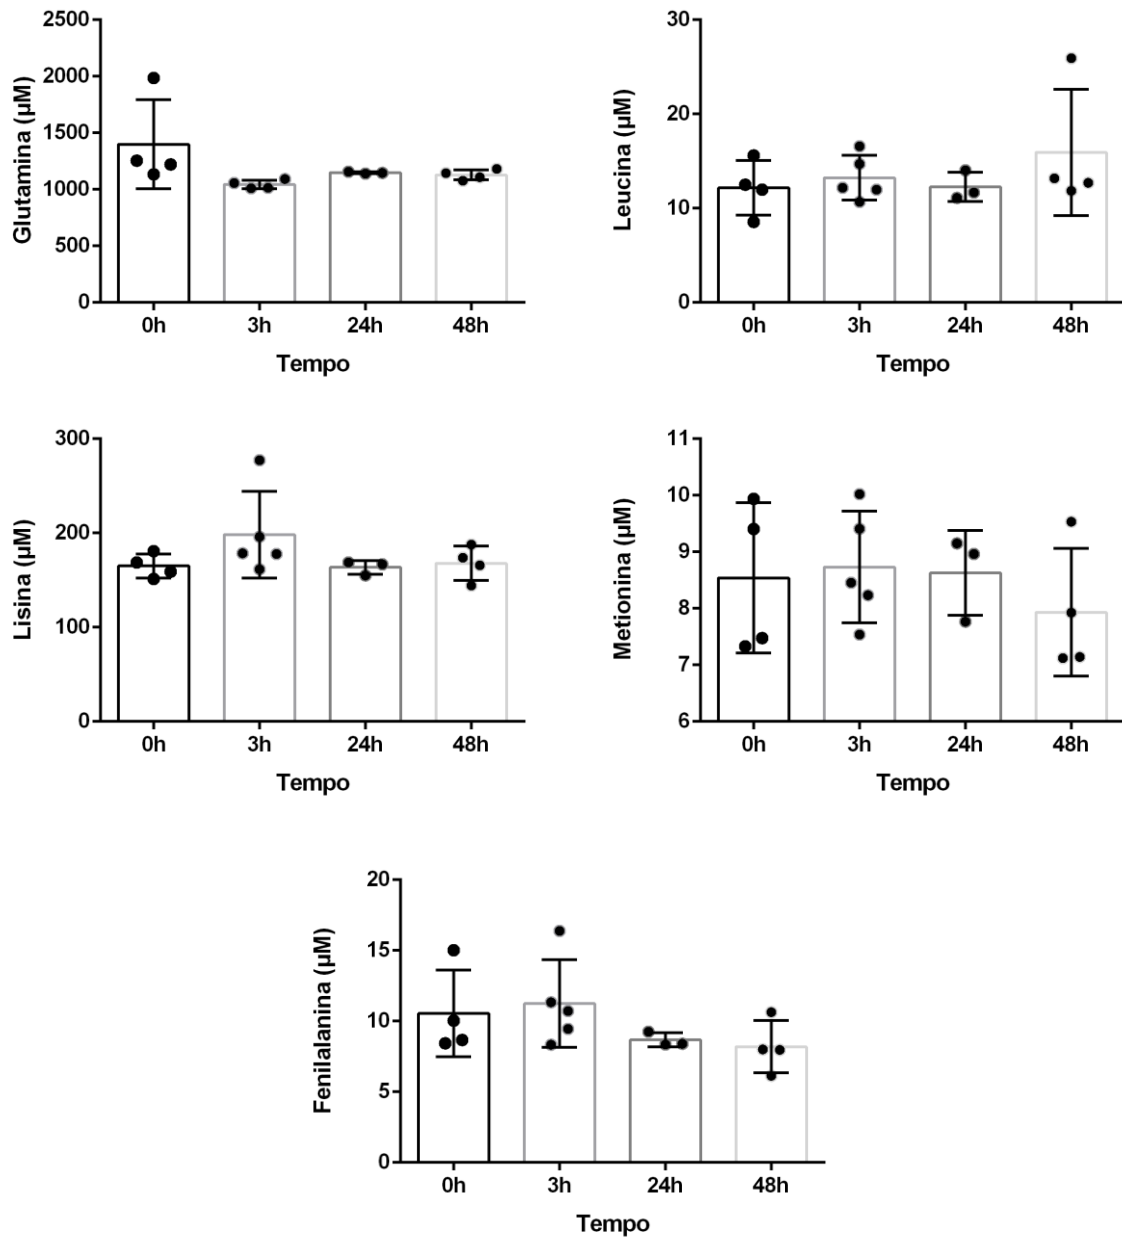 Glutamina (µM)
2500
2000
1500
1000
500
0
0h 3h 24h 48h
Tempo
Leucina (µM)
30
20
10
0
0h 3h 24h 48h
Tempo
Lisina (µM)
300
200
100
0
0h 3h 24h 48h
Tempo
Metionina (µM)
11
10
9
8
7
6
0h 3h 24h 48h
Tempo
Fenilalanina (µM)
20
15
10
5
0
0h 3h 24h 48h
Tempo